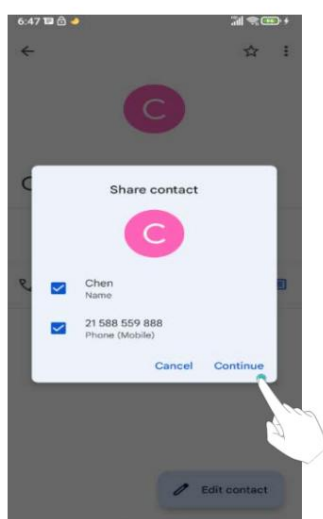 6:47
C
C
Share contact
C
Chen
Name
21 588 559 888
Phone (Mobile)
Cancel Continue
Edit contact